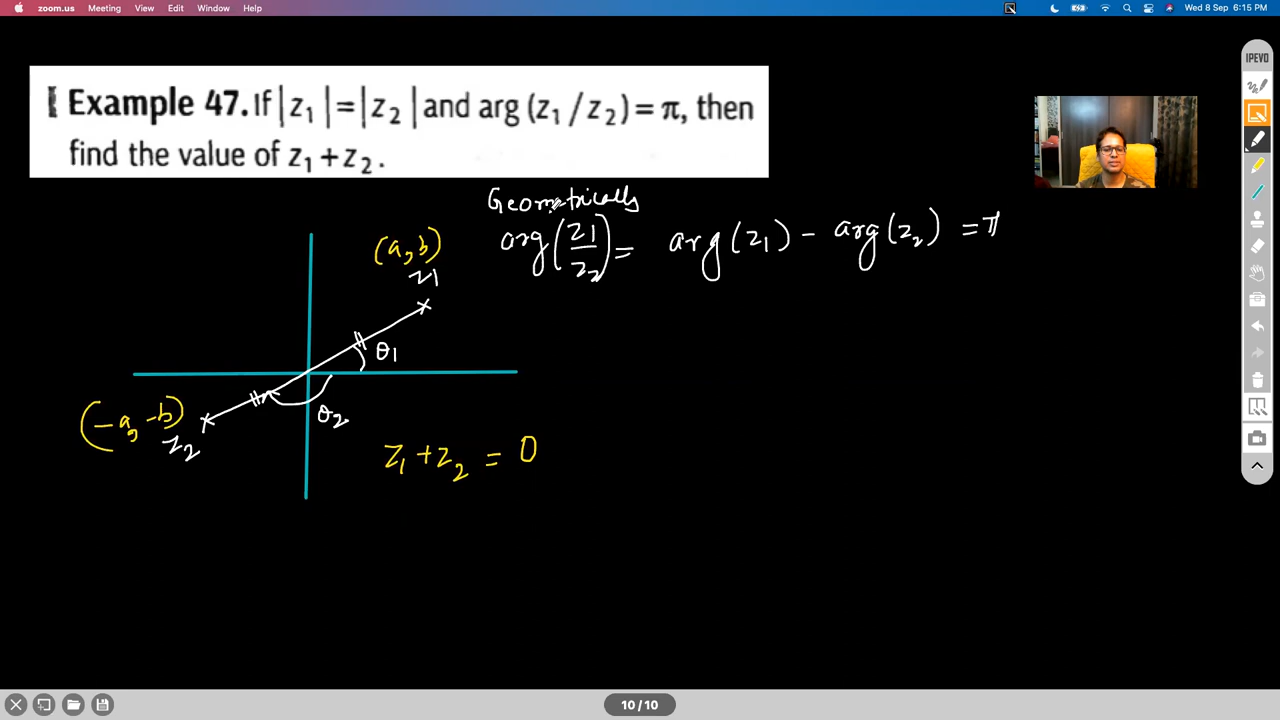 zoom.us Meeting View Edit Window Help Wed 8 Sep 6:15 PM
IPEVO
Example 47. If |z₁| = |z₂| and arg (z₁/z₂) = π, then
find the value of z₁ + z₂.
Geometrically
arg(z1/z₂) = arg(z₁) - arg(z₂) = π
(a, b)
z1
θ1
(-a, -b)
z2
θ2
z₁ + z₂ = 0
10 / 10